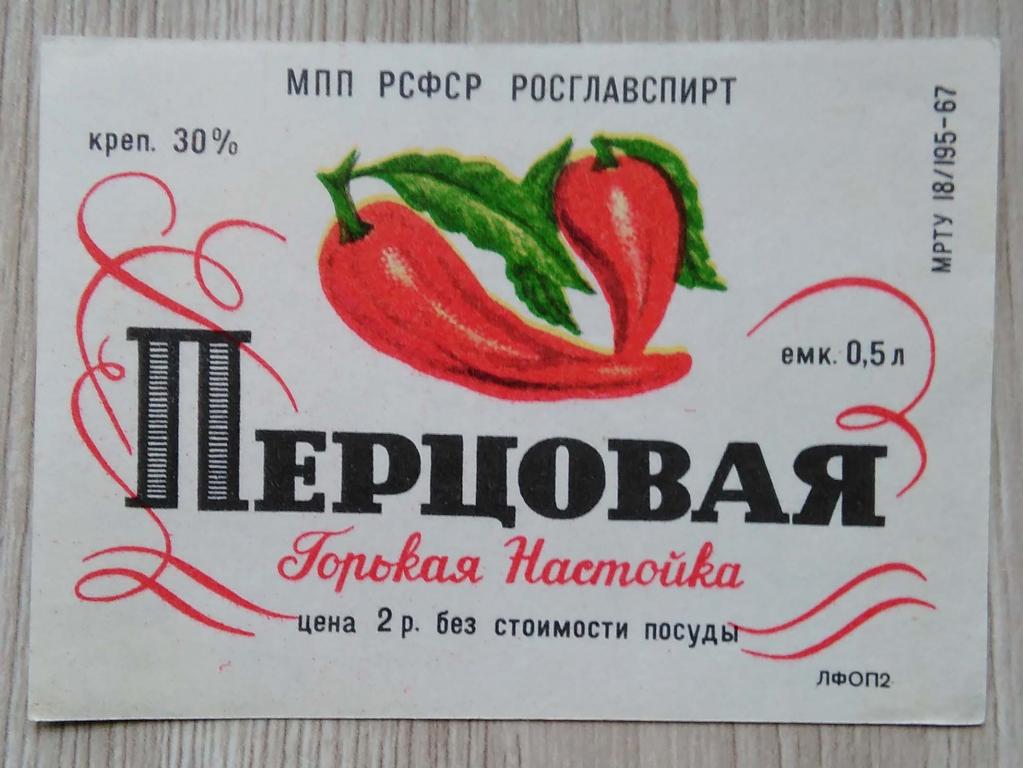 МПП РСФСР РОСГЛАВСПИРТ
креп. 30%
МРТУ 18/195-67
емк. 0,5 л
ПЕРЦОВАЯ
Горькая Настойка
цена 2 р. без стоимости посуды
ЛФОП2